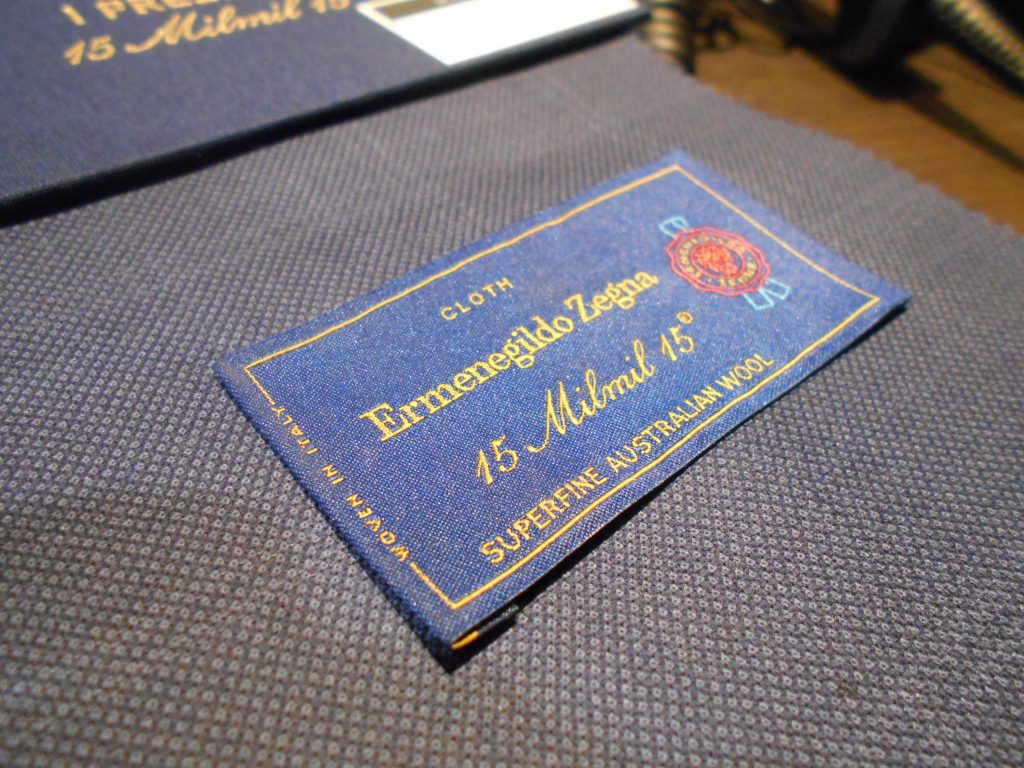 15 Milmil 15
CLOTH
Ermenegildo Zegna
15 Milmil 15°
SUPERFINE AUSTRALIAN WOOL
WOVEN IN ITALY